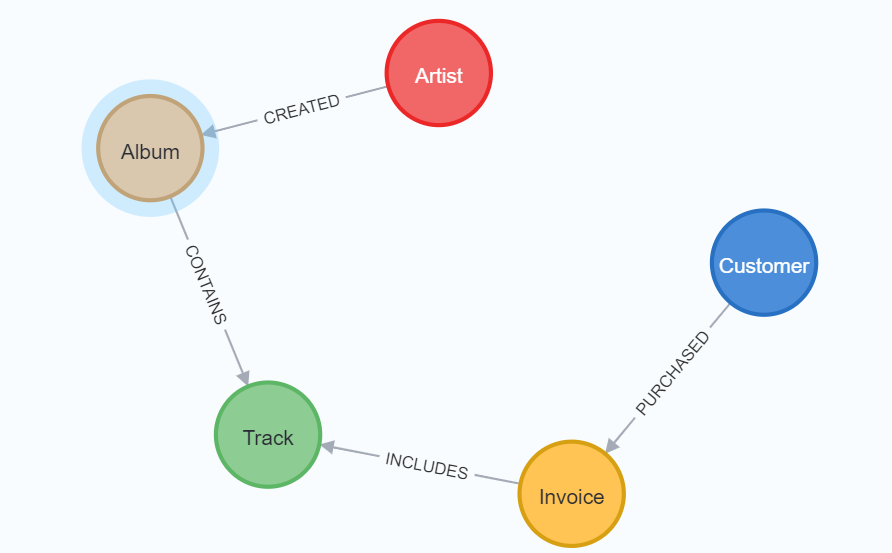 Artist
CREATED
Album
CONTAINS
Customer
PURCHASED
Track
INCLUDES
Invoice